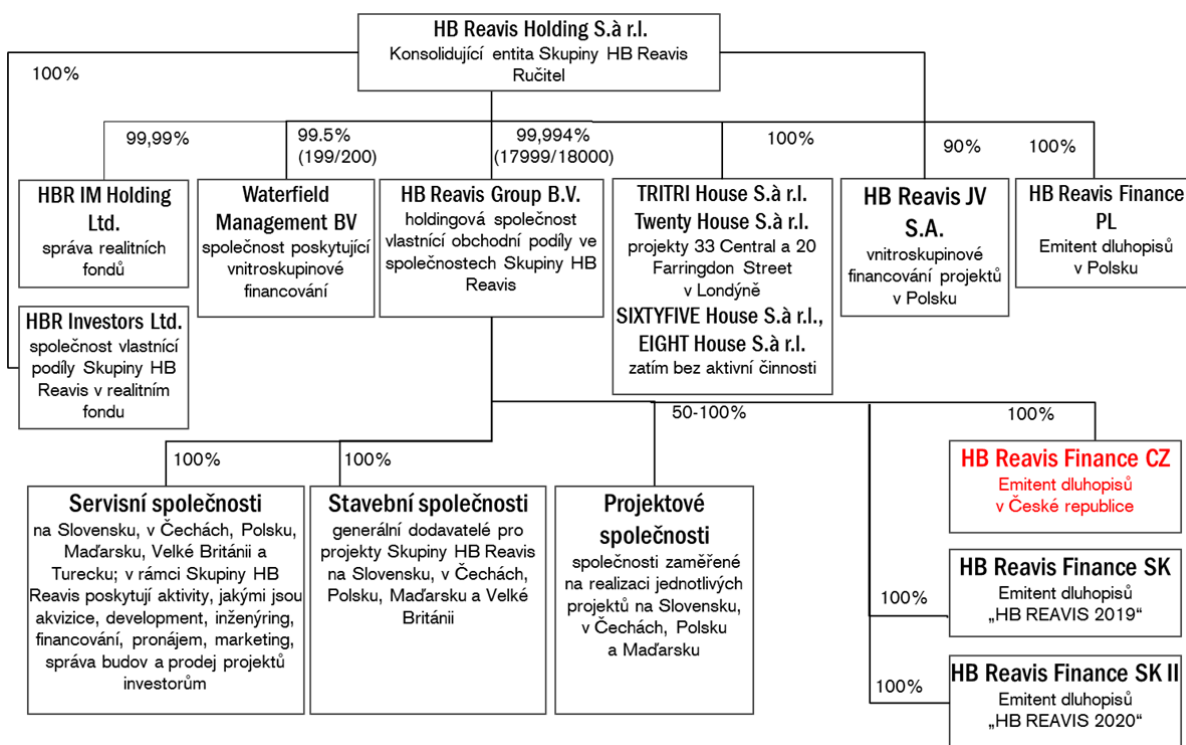 HB Reavis Holding S.à r.l.
Konsolidující entita Skupiny HB Reavis
Ručitel
100%
99,99%
99.5%
(199/200)
99,994%
(17999/18000)
100%
90%
100%
HBR IM Holding
Ltd.
správa realitních
fondů
Waterfield
Management BV
společnost poskytující
vnitroskupinové
financování
HB Reavis Group B.V.
holdingová společnost
vlastnící obchodní podíly ve
společnostech Skupiny HB
Reavis
TRITRI House S.à r.l.
Twenty House S.à r.l.
projekty 33 Central a 20
Farringdon Street
v Londýně
SIXTYFIVE House S.à r.l.,
EIGHT House S.à r.l.
zatím bez aktivní činnosti
HB Reavis JV
S.A.
vnitroskupinové
financování projektů
v Polsku
HB Reavis Finance
PL
Emitent dluhopisů
v Polsku
HBR Investors Ltd.
společnost vlastnící
podíly Skupiny HB
Reavis v realitním
fondu
100%
100%
50-100%
100%
Servisní společnosti
na Slovensku, v Čechách, Polsku,
Maďarsku, Velké Británii a
Turecku; v rámci Skupiny HB
Reavis poskytují aktivity, jakými jsou
akvizice, development, inženýring,
financování, pronájem, marketing,
správa budov a prodej projektů
investorům
Stavební společnosti
generální dodavatelé pro
projekty Skupiny HB Reavis
na Slovensku, v Čechách,
Polsku, Maďarsku a Velké
Británii
Projektové
společnosti
společnosti zaměřené
na realizaci jednotlivých
projektů na Slovensku,
v Čechách, Polsku
a Maďarsku
HB Reavis Finance CZ
Emitent dluhopisů
v České republice
100%
HB Reavis Finance SK
Emitent dluhopisů
„HB REAVIS 2019“
100%
HB Reavis Finance SK II
Emitent dluhopisů
„HB REAVIS 2020“